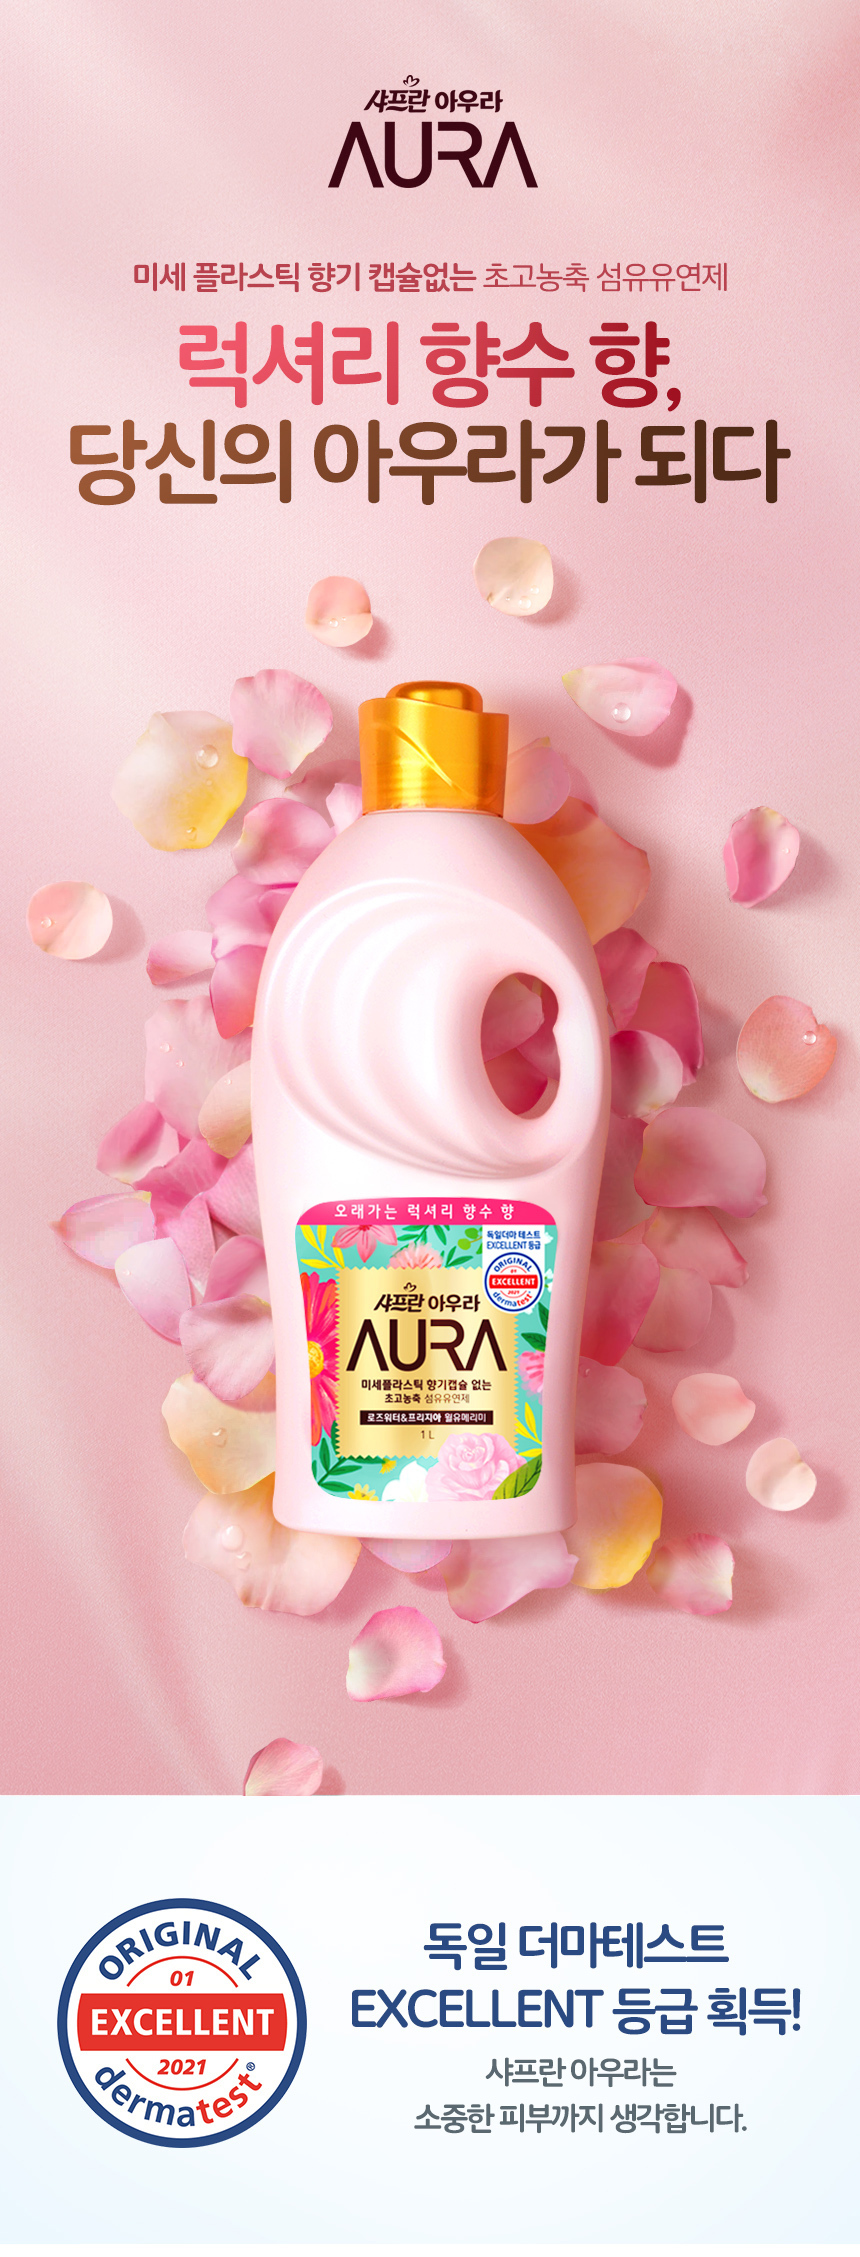 샤프란 아우라
AURA
미세 플라스틱 향기 캡슐없는 초고농축 섬유유연제
럭셔리 향수 향,
당신의 아우라가 되다
오래가는 럭셔리 향수 향
독일더마 테스트
EXCELLENT 등급
ORIGINAL
01
EXCELLENT
2021
dermatest
샤프란 아우라
AURA
미세플라스틱 향기캡슐 없는
초고농축 섬유유연제
로즈워터&프리지아 월유메리미
1L
ORIGINAL
01
EXCELLENT
2021
dermatest®
독일 더마테스트
EXCELLENT 등급 획득!
샤프란 아우라는
소중한 피부까지 생각합니다.